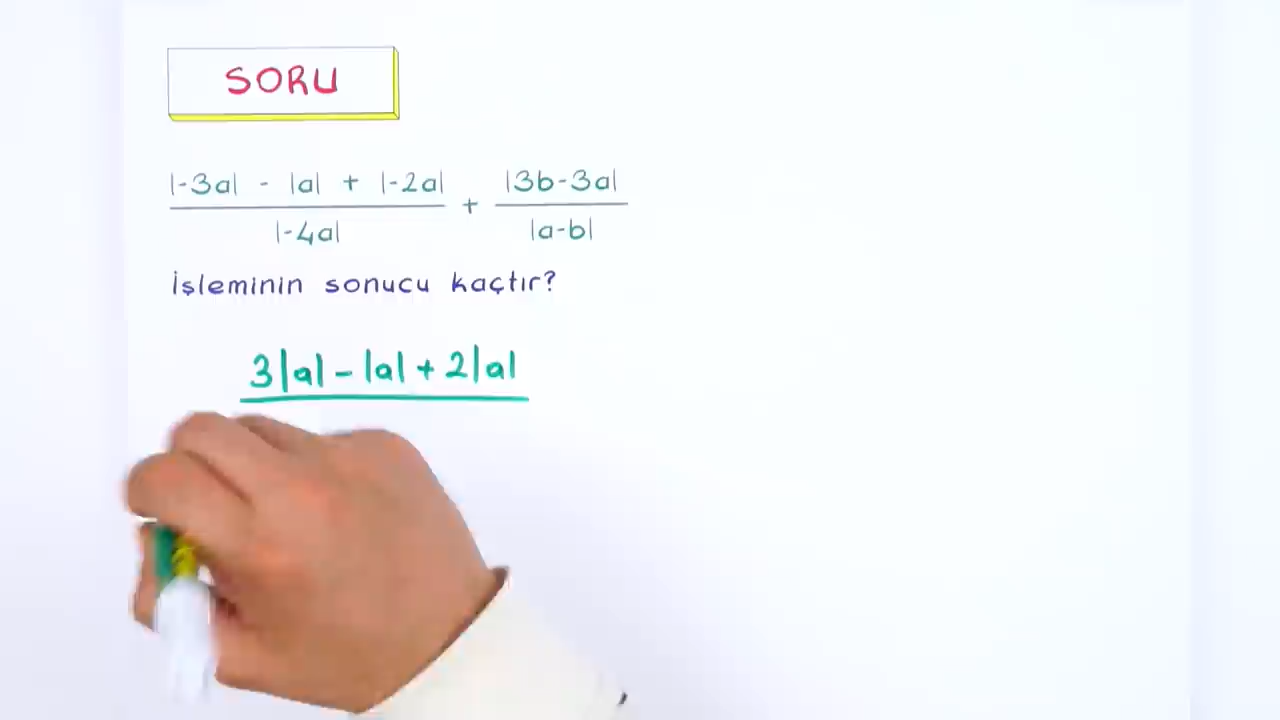 SORU
|-3a| - |a| + |-2a| + |3b-3a|
|-4a| |a-b|
İşleminin sonucu kaçtır?
3|a| - |a| + 2|a|